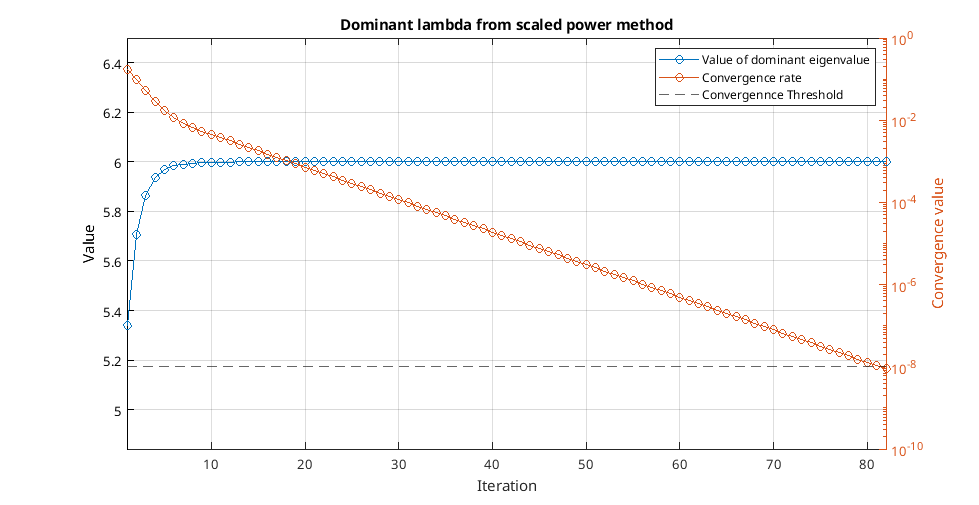 Dominant lambda from scaled power method
Value of dominant eigenvalue
Convergence rate
Convergennce Threshold
6.4
6.2
6
5.8
5.6
5.4
5.2
5
Value
10^0
10^-2
10^-4
10^-6
10^-8
10^-10
Convergence value
10 20 30 40 50 60 70 80
Iteration